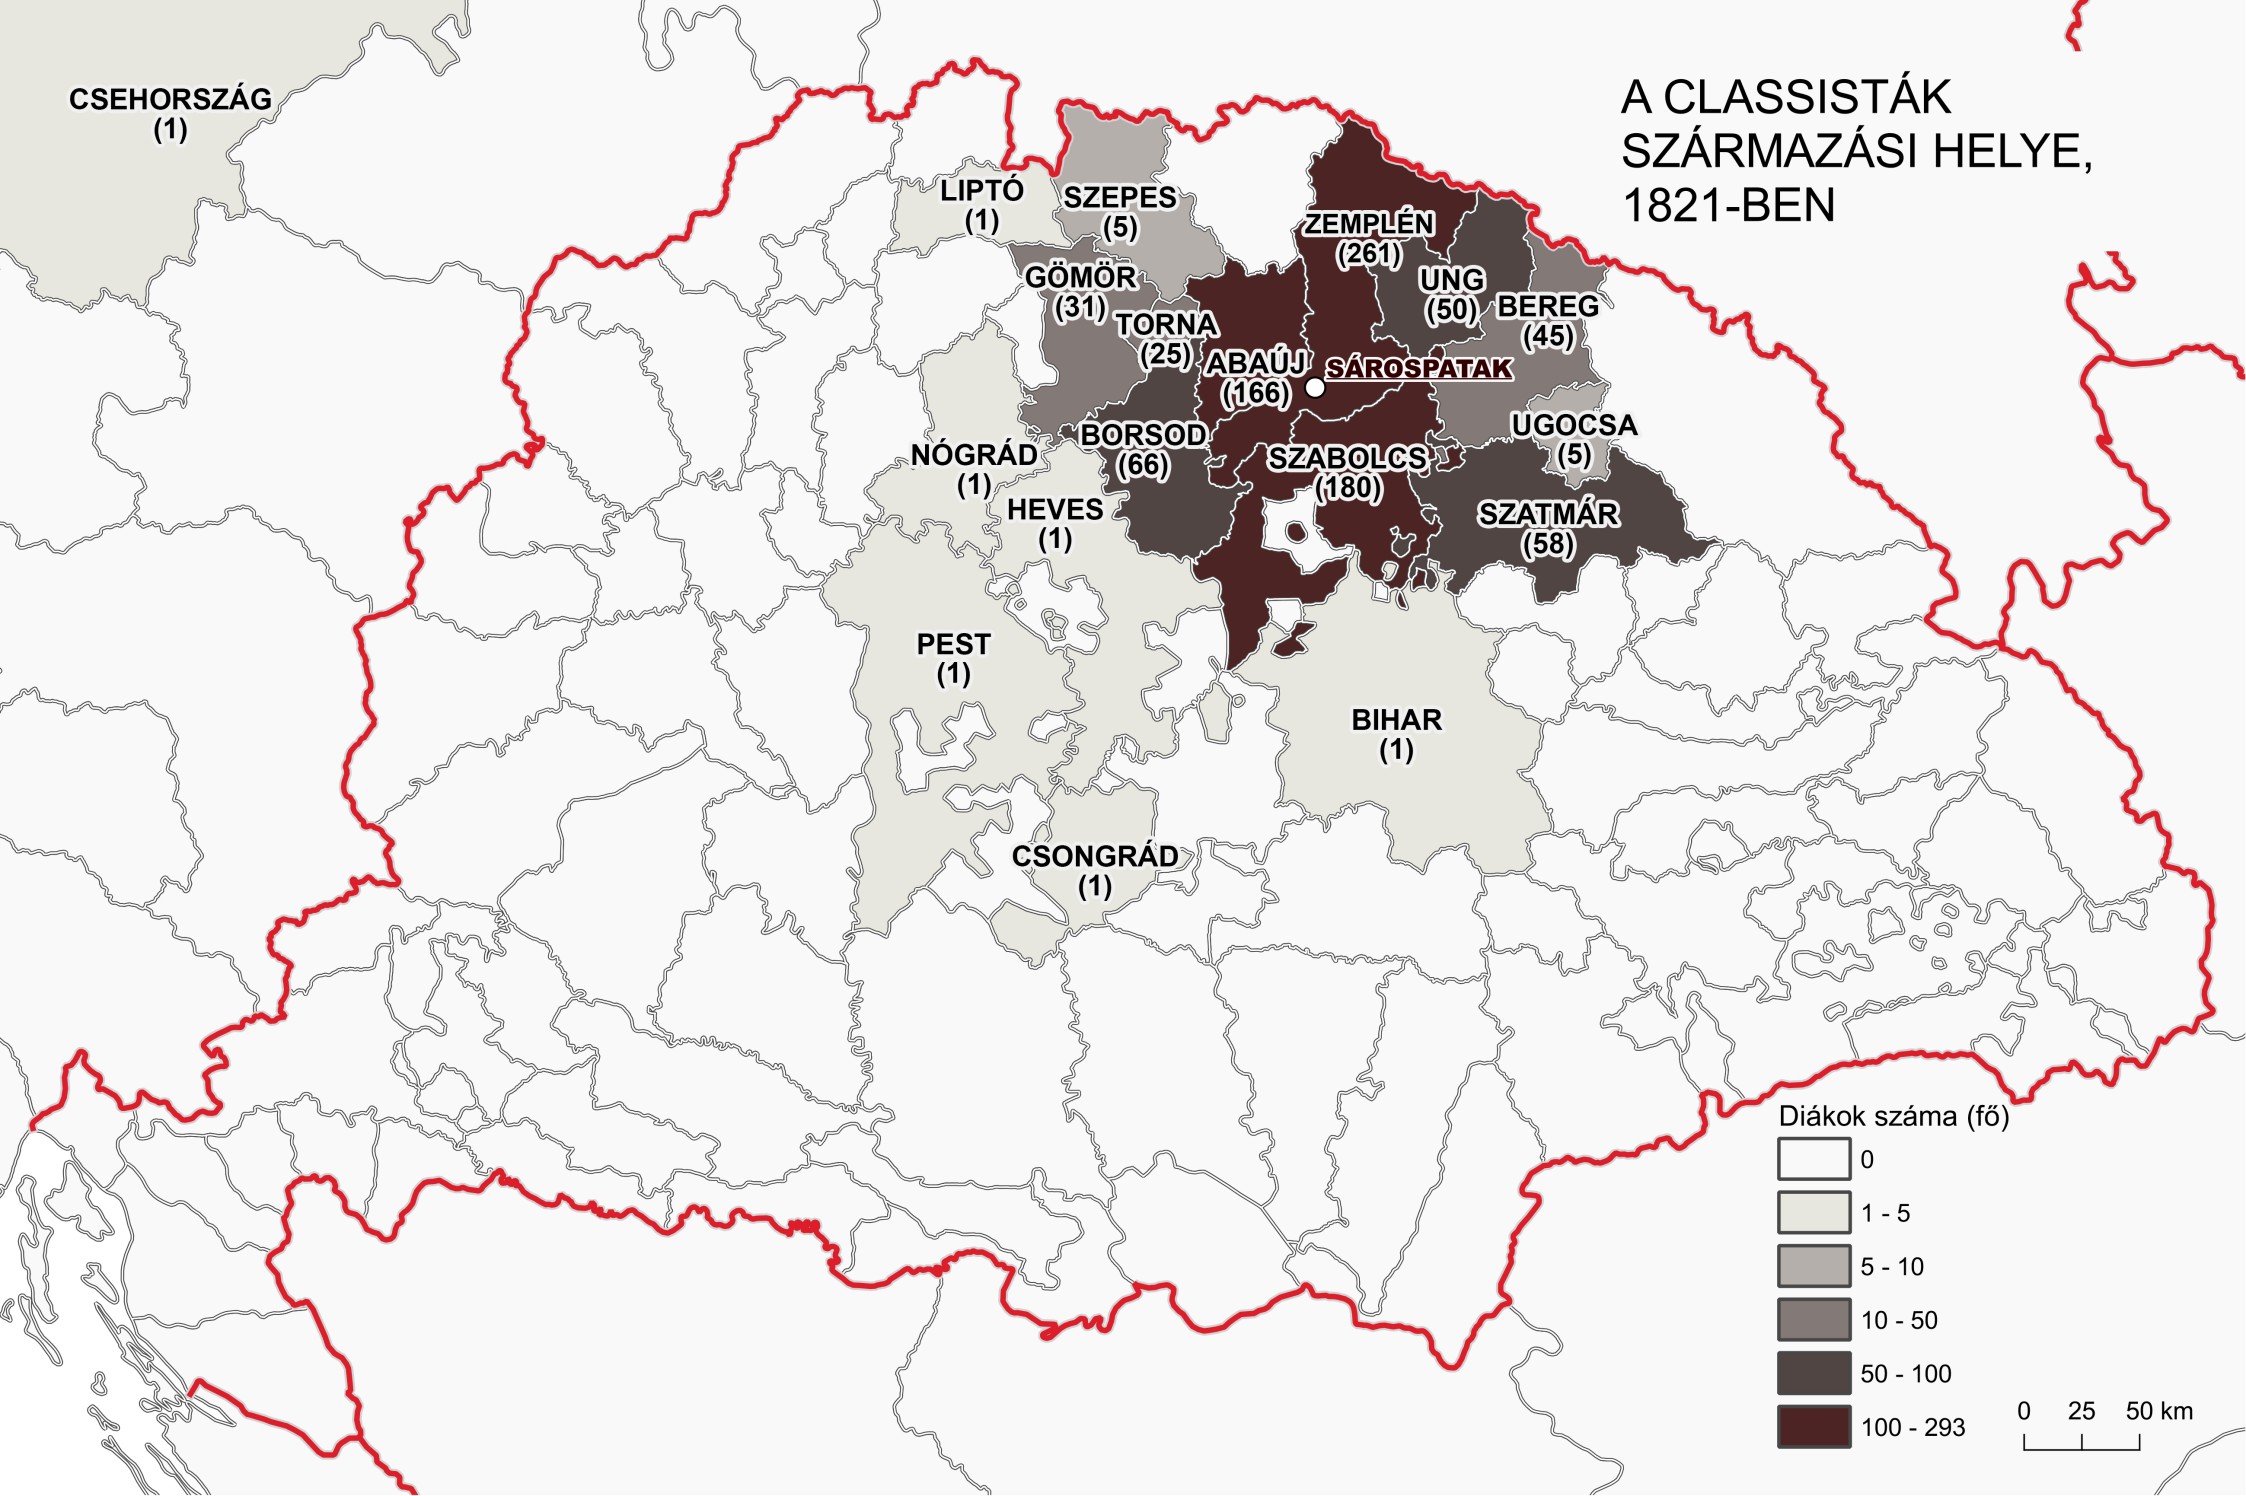 A CLASSISTÁK
SZÁRMAZÁSI HELYE,
1821-BEN
CSEHORSZÁG
(1)
LIPTÓ
(1)
SZEPES
(5)
ZEMPLÉN
(261)
GÖMÖR
(31)
UNG
(50)
BEREG
(45)
TORNA
(25)
ABAÚJ
(166)
SÁROSPATAK
UGOCSA
(5)
BORSOD
(66)
NÓGRÁD
(1)
SZABOLCS
(180)
HEVES
(1)
SZATMÁR
(58)
PEST
(1)
BIHAR
(1)
CSONGRÁD
(1)
Diákok száma (fő)
0
1 - 5
5 - 10
10 - 50
50 - 100
100 - 293
0 25 50 km